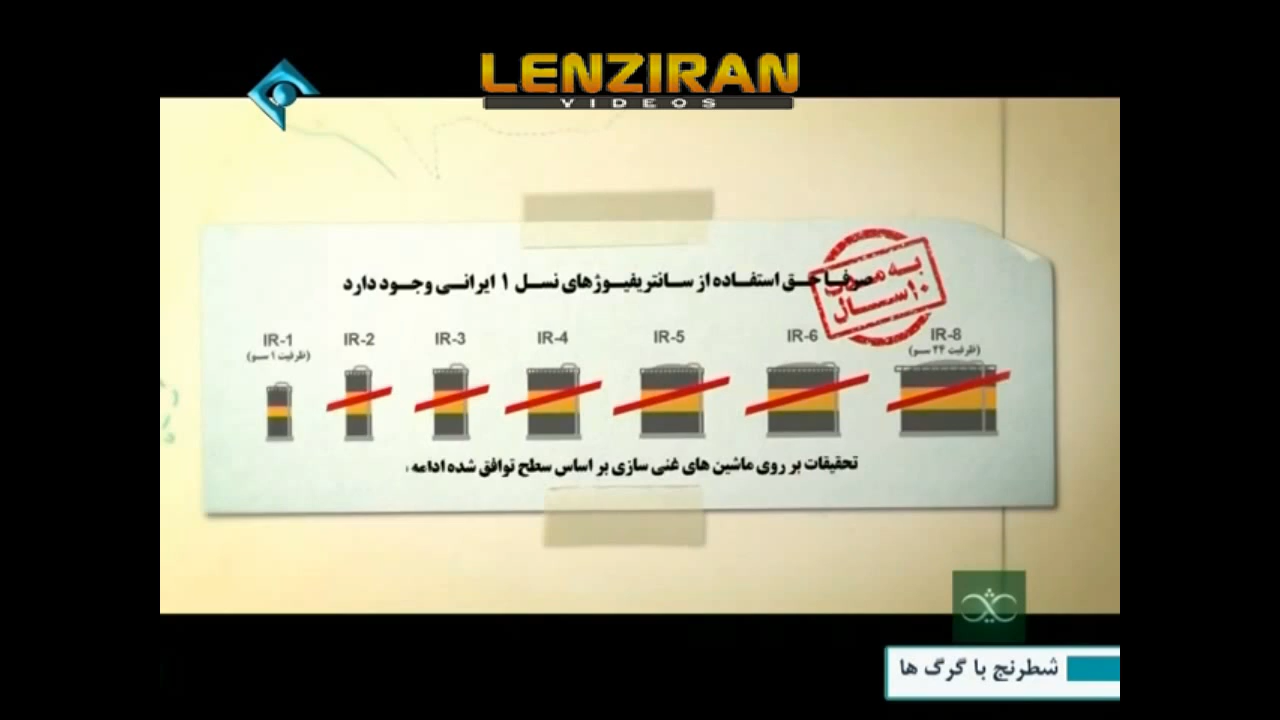 LENZIRAN
VIDEOS
به مدت
۱۰ سال
صرفا حق استفاده از سانتریفیوژهای نسل ۱ ایرانی وجود دارد
IR-1 IR-2 IR-3 IR-4 IR-5 IR-6 IR-8
(ظرفیت ۱ سو) (ظرفیت ۲۴ سو)
تحقیقات بر روی ماشین های غنی سازی بر اساس سطح توافق شده ادامه
شطرنج با گرگ ها